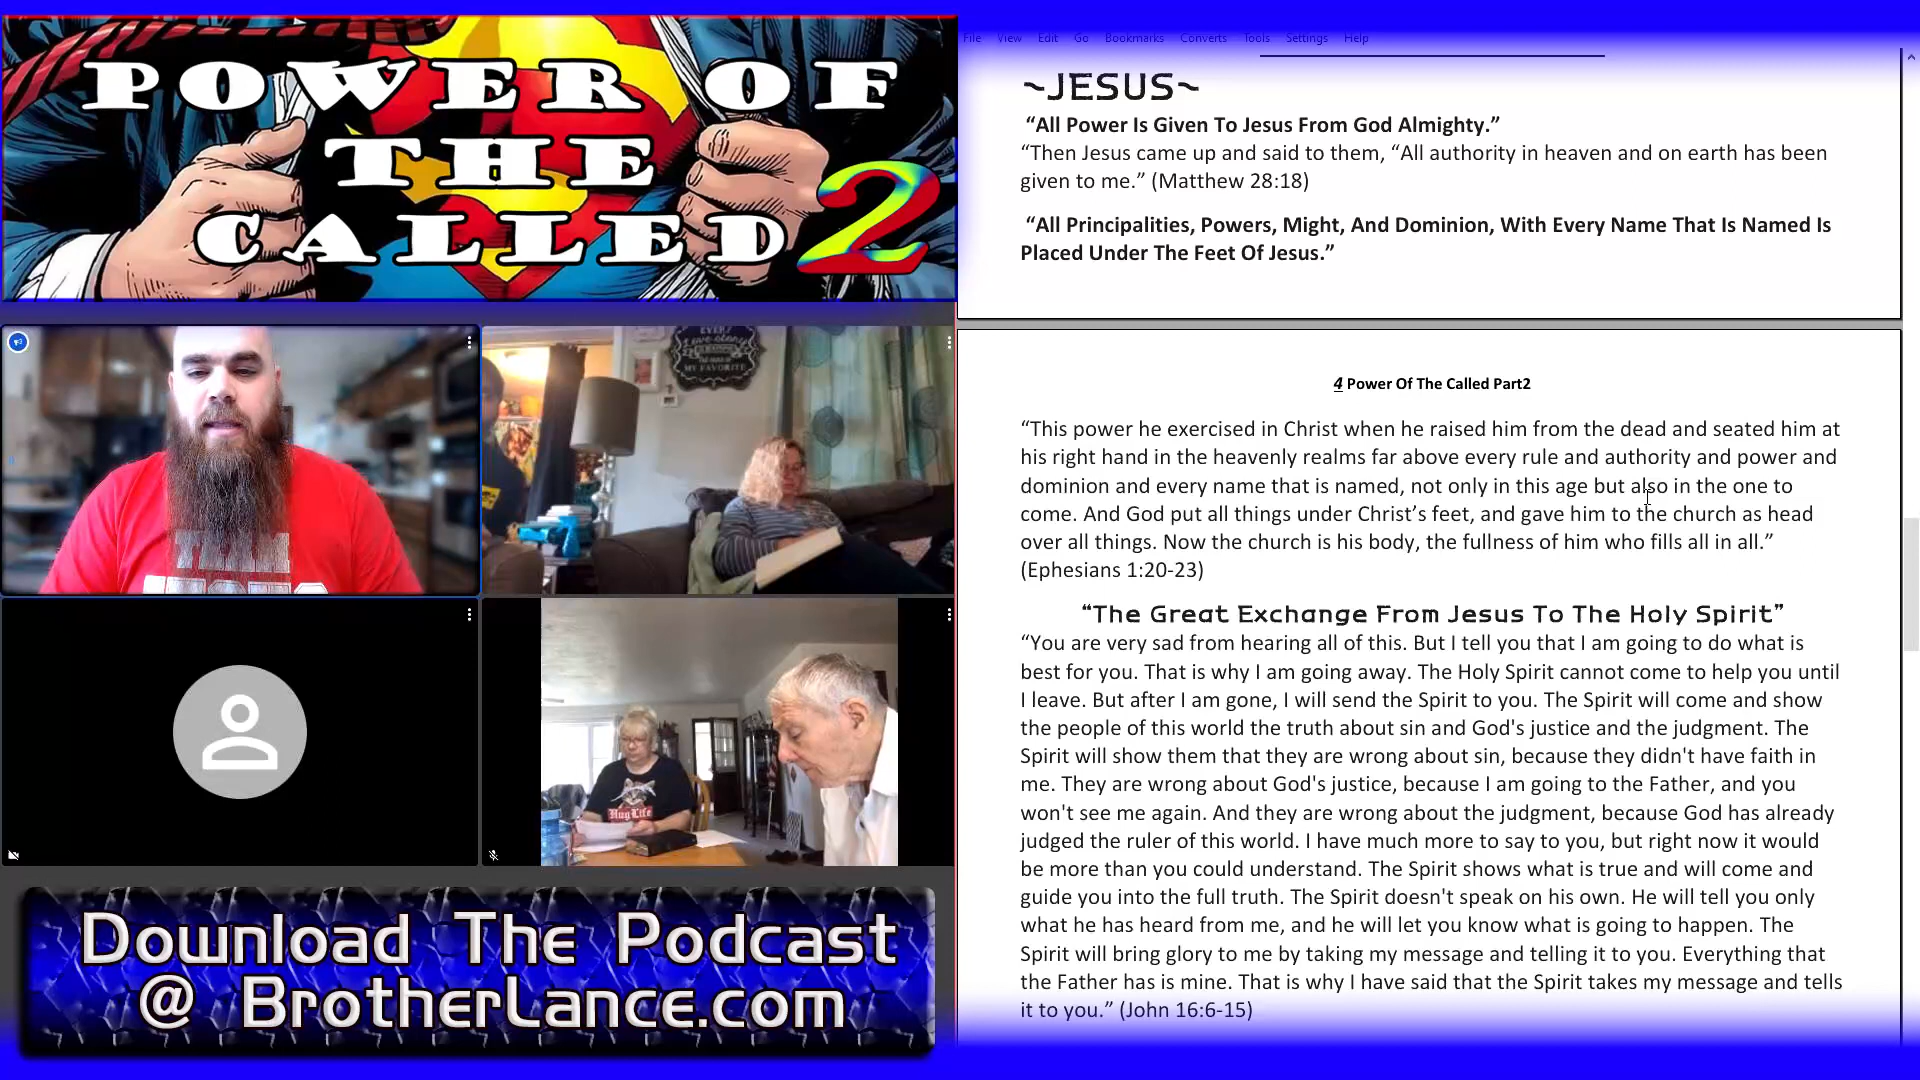 POWER OF
THE
CALLED 2
EVERY
Love story
MY FAVORITE
Hug Life
Download The Podcast
@ BrotherLance.com
File View Edit Go Bookmarks Converts Tools Settings Help
~JESUS~
“All Power Is Given To Jesus From God Almighty.”
“Then Jesus came up and said to them, “All authority in heaven and on earth has been
given to me.” (Matthew 28:18)
“All Principalities, Powers, Might, And Dominion, With Every Name That Is Named Is
Placed Under The Feet Of Jesus.”
4 Power Of The Called Part2
“This power he exercised in Christ when he raised him from the dead and seated him at
his right hand in the heavenly realms far above every rule and authority and power and
dominion and every name that is named, not only in this age but also in the one to
come. And God put all things under Christ’s feet, and gave him to the church as head
over all things. Now the church is his body, the fullness of him who fills all in all.”
(Ephesians 1:20-23)
“The Great Exchange From Jesus To The Holy Spirit”
“You are very sad from hearing all of this. But I tell you that I am going to do what is
best for you. That is why I am going away. The Holy Spirit cannot come to help you until
I leave. But after I am gone, I will send the Spirit to you. The Spirit will come and show
the people of this world the truth about sin and God's justice and the judgment. The
Spirit will show them that they are wrong about sin, because they didn't have faith in
me. They are wrong about God's justice, because I am going to the Father, and you
won't see me again. And they are wrong about the judgment, because God has already
judged the ruler of this world. I have much more to say to you, but right now it would
be more than you could understand. The Spirit shows what is true and will come and
guide you into the full truth. The Spirit doesn't speak on his own. He will tell you only
what he has heard from me, and he will let you know what is going to happen. The
Spirit will bring glory to me by taking my message and telling it to you. Everything that
the Father has is mine. That is why I have said that the Spirit takes my message and tells
it to you.” (John 16:6-15)